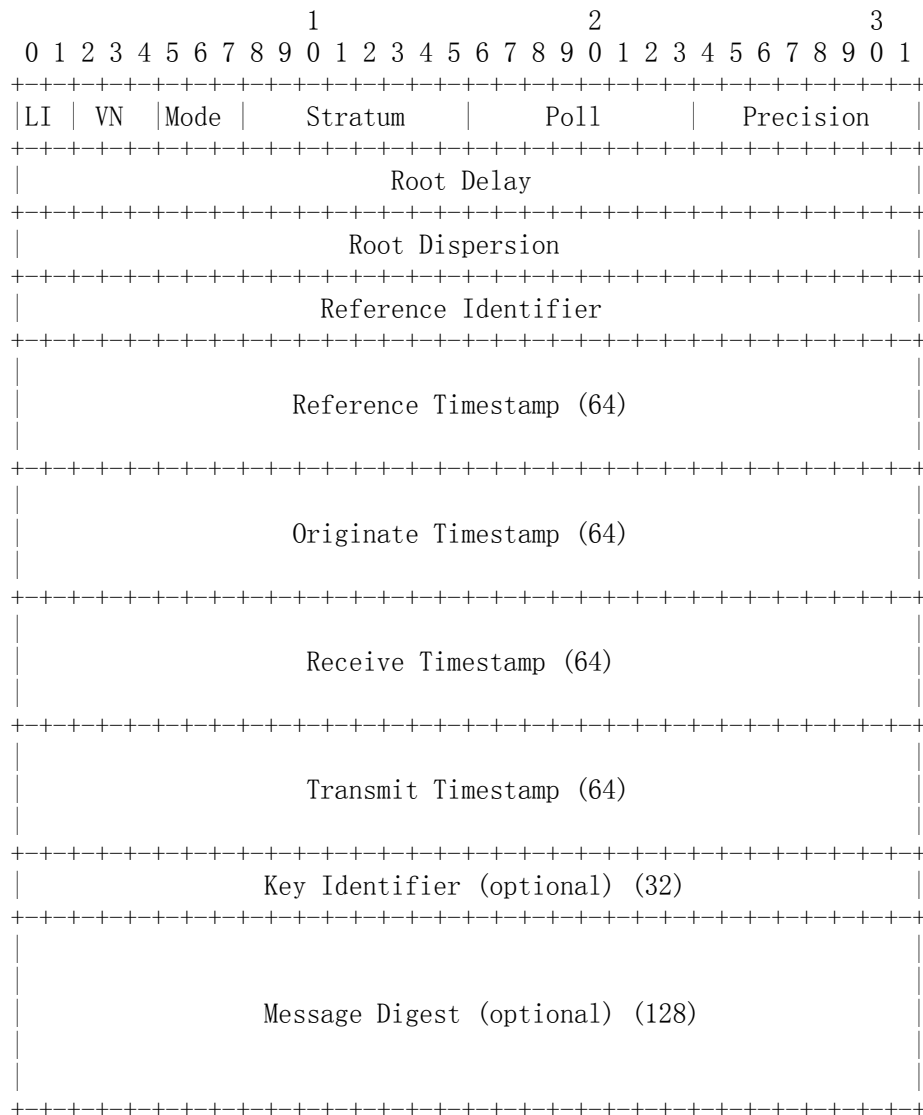 1 2 3
0 1 2 3 4 5 6 7 8 9 0 1 2 3 4 5 6 7 8 9 0 1 2 3 4 5 6 7 8 9 0 1
+-+-+-+-+-+-+-+-+-+-+-+-+-+-+-+-+-+-+-+-+-+-+-+-+-+-+-+-+-+-+-+-+
|LI | VN |Mode | Stratum | Poll | Precision |
+-+-+-+-+-+-+-+-+-+-+-+-+-+-+-+-+-+-+-+-+-+-+-+-+-+-+-+-+-+-+-+-+
| Root Delay |
+-+-+-+-+-+-+-+-+-+-+-+-+-+-+-+-+-+-+-+-+-+-+-+-+-+-+-+-+-+-+-+-+
| Root Dispersion |
+-+-+-+-+-+-+-+-+-+-+-+-+-+-+-+-+-+-+-+-+-+-+-+-+-+-+-+-+-+-+-+-+
| Reference Identifier |
+-+-+-+-+-+-+-+-+-+-+-+-+-+-+-+-+-+-+-+-+-+-+-+-+-+-+-+-+-+-+-+-+
| |
| Reference Timestamp (64) |
| |
+-+-+-+-+-+-+-+-+-+-+-+-+-+-+-+-+-+-+-+-+-+-+-+-+-+-+-+-+-+-+-+-+
| |
| Originate Timestamp (64) |
| |
+-+-+-+-+-+-+-+-+-+-+-+-+-+-+-+-+-+-+-+-+-+-+-+-+-+-+-+-+-+-+-+-+
| |
| Receive Timestamp (64) |
| |
+-+-+-+-+-+-+-+-+-+-+-+-+-+-+-+-+-+-+-+-+-+-+-+-+-+-+-+-+-+-+-+-+
| |
| Transmit Timestamp (64) |
| |
+-+-+-+-+-+-+-+-+-+-+-+-+-+-+-+-+-+-+-+-+-+-+-+-+-+-+-+-+-+-+-+-+
| Key Identifier (optional) (32) |
+-+-+-+-+-+-+-+-+-+-+-+-+-+-+-+-+-+-+-+-+-+-+-+-+-+-+-+-+-+-+-+-+
| |
| |
| Message Digest (optional) (128) |
| |
| |
+-+-+-+-+-+-+-+-+-+-+-+-+-+-+-+-+-+-+-+-+-+-+-+-+-+-+-+-+-+-+-+-+